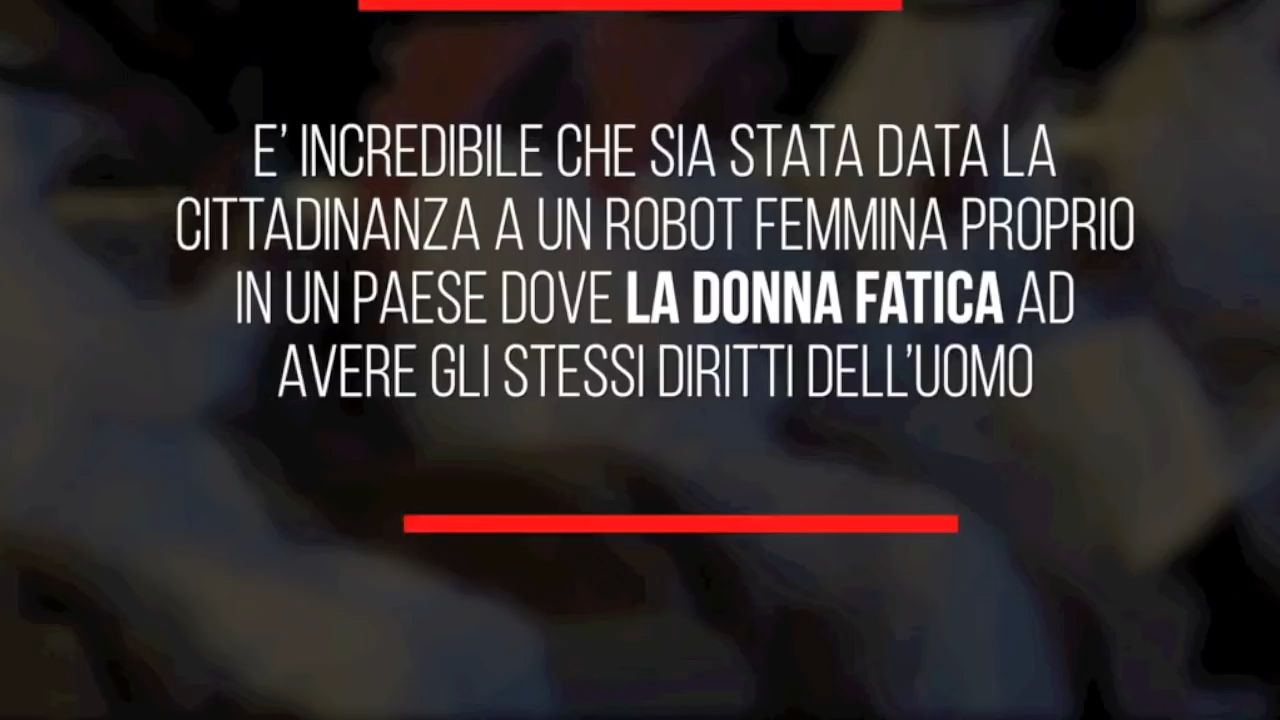 E’ INCREDIBILE CHE SIA STATA DATA LA
CITTADINANZA A UN ROBOT FEMMINA PROPRIO
IN UN PAESE DOVE LA DONNA FATICA AD
AVERE GLI STESSI DIRITTI DELL’UOMO